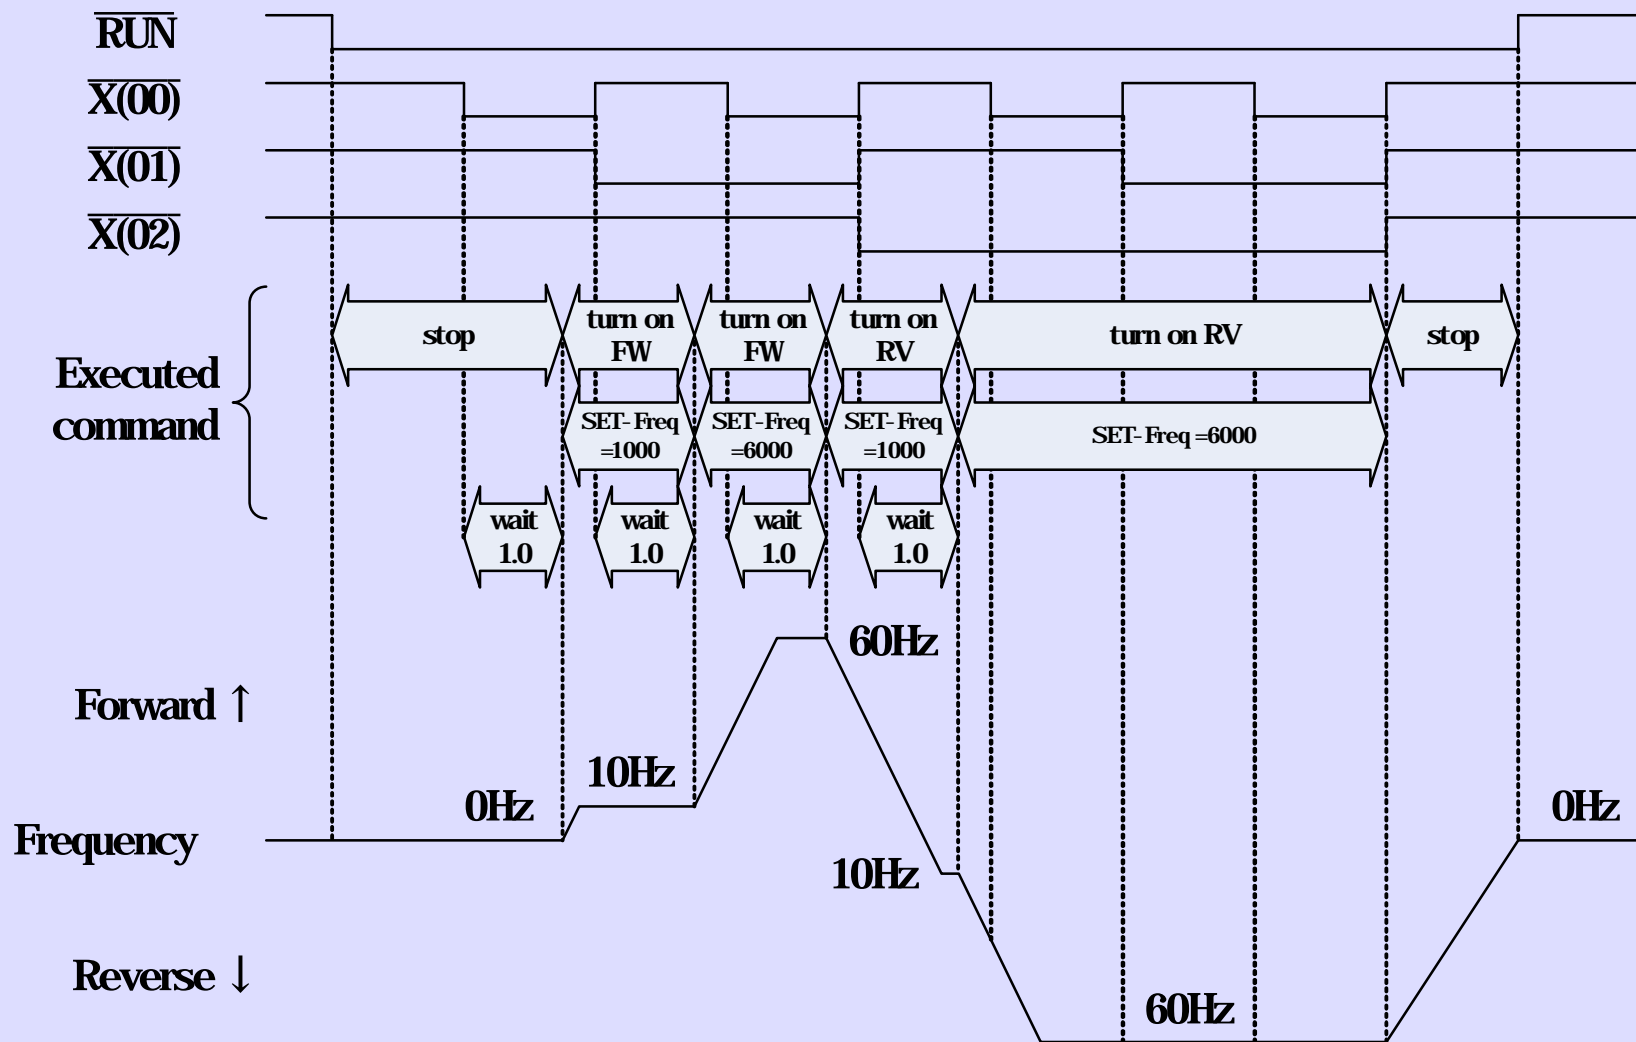 RUN
X(00)
X(01)
X(02)
Executed
command
stop
turn on
FW
turn on
FW
turn on
RV
turn on RV
stop
SET-Freq
=1000
SET-Freq
=6000
SET-Freq
=1000
SET-Freq =6000
wait
1.0
wait
1.0
wait
1.0
wait
1.0
60Hz
Forward ↑
10Hz
0Hz
0Hz
Frequency
10Hz
Reverse ↓
60Hz